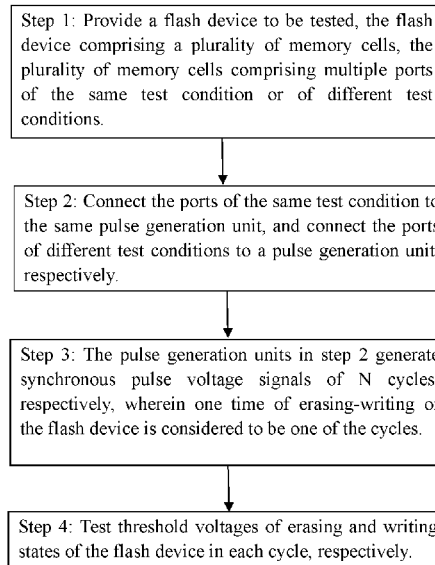 Step 1: Provide a flash device to be tested, the flash
device comprising a plurality of memory cells, the
plurality of memory cells comprising multiple ports
of the same test condition or of different test
conditions.
Step 2: Connect the ports of the same test condition to
the same pulse generation unit, and connect the ports
of different test conditions to a pulse generation unit
respectively.
Step 3: The pulse generation units in step 2 generate
synchronous pulse voltage signals of N cycles
respectively, wherein one time of erasing-writing of
the flash device is considered to be one of the cycles.
Step 4: Test threshold voltages of erasing and writing
states of the flash device in each cycle, respectively.